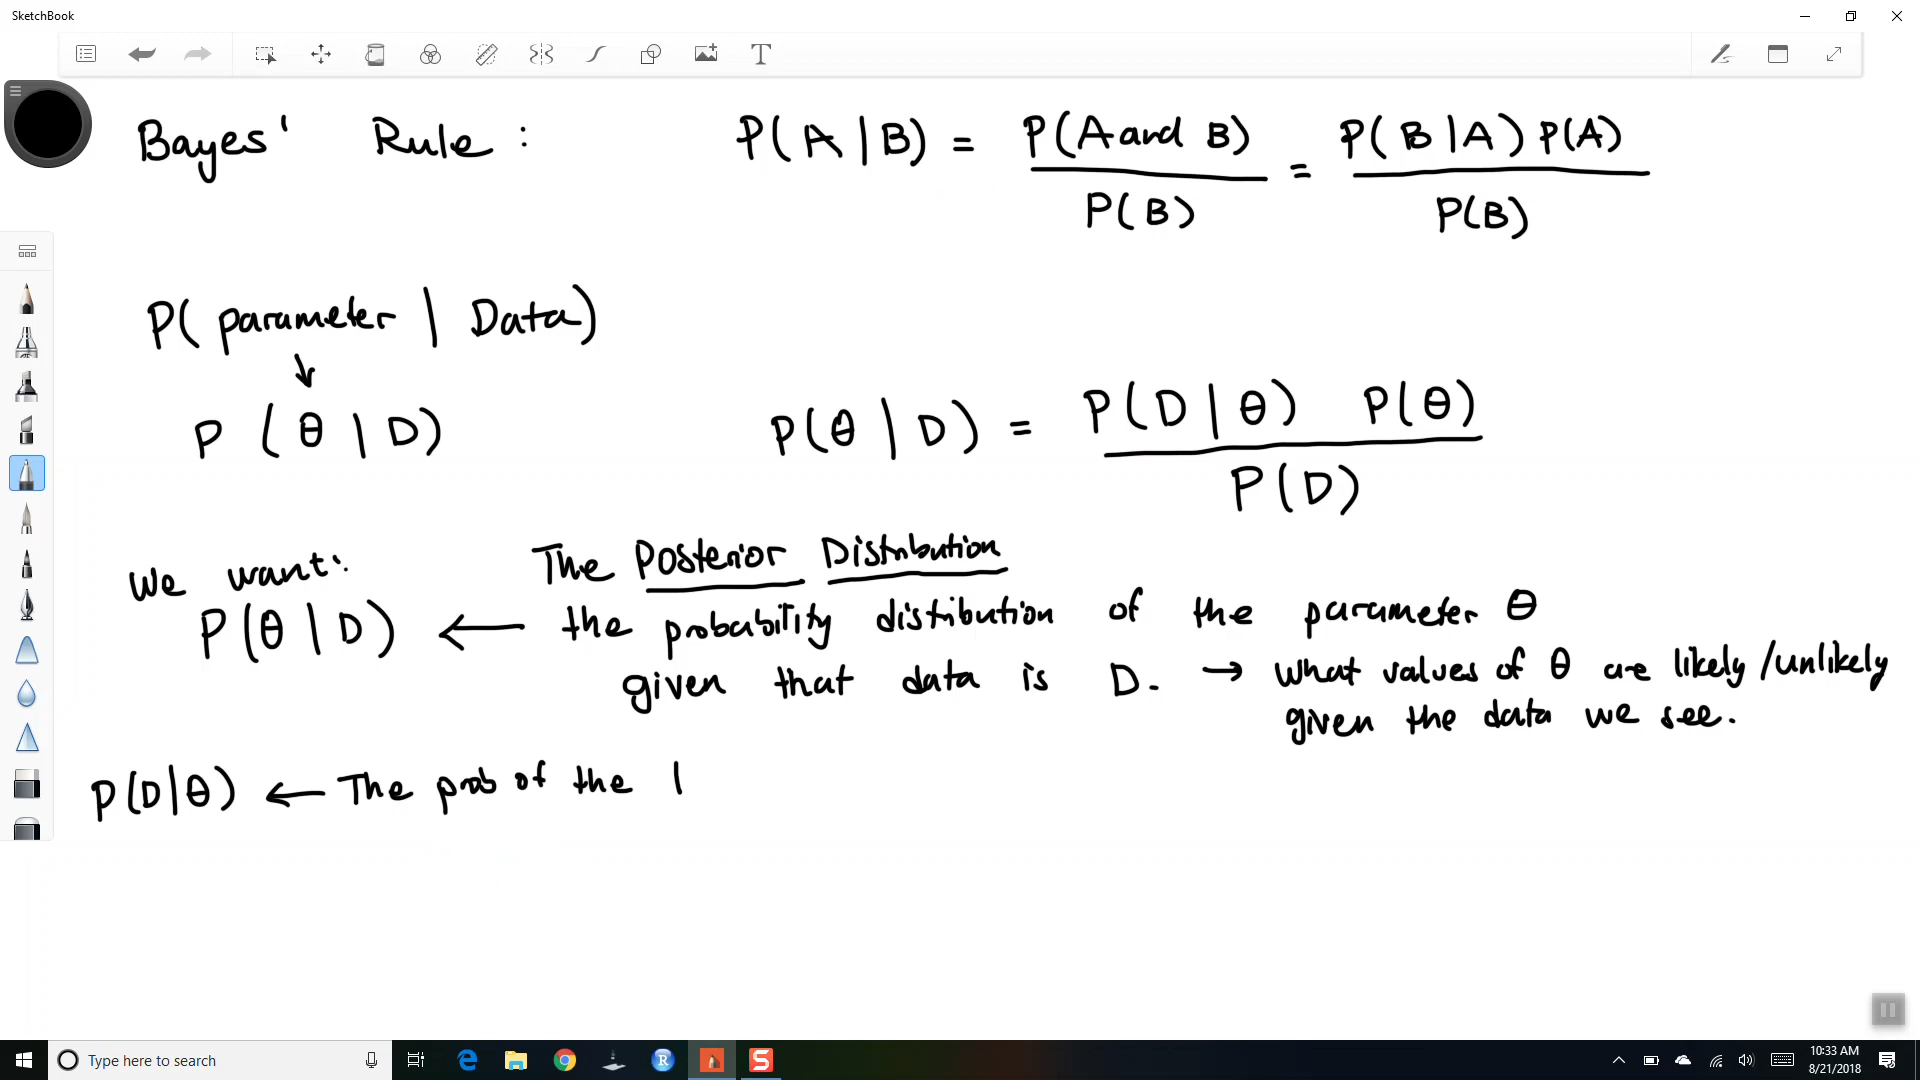 SketchBook
Bayes' Rule : P(A|B) = P(A and B) / P(B) = P(B|A) P(A) / P(B)
P( parameter | Data)
↘
P (θ | D)
P(θ | D) = P(D | θ) P(θ) / P(D)
We want: The Posterior Distribution
P(θ | D) ← the probability distribution of the parameter θ
given that data is D. → what values of θ are likely/unlikely
given the data we see.
P(D|θ) ← The prob of the
Type here to search
10:33 AM
8/21/2018